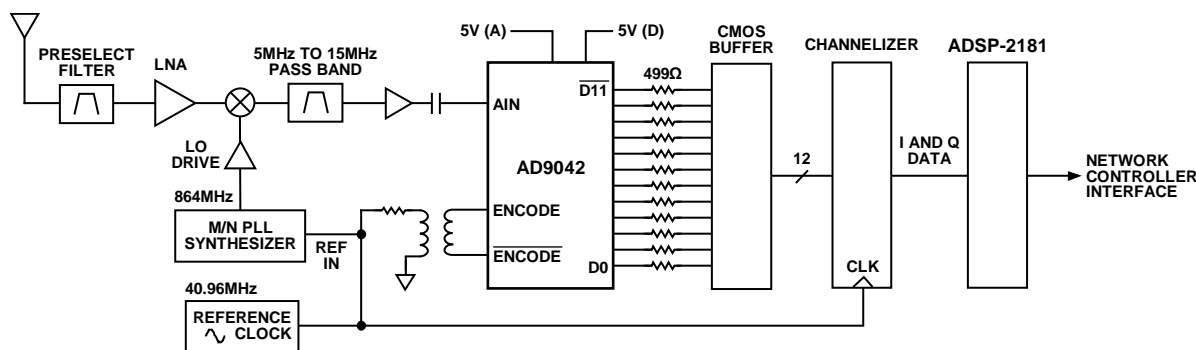 PRESELECT
FILTER
LNA
5MHz TO 15MHz
PASS BAND
LO
DRIVE
864MHz
M/N PLL
SYNTHESIZER
REF
IN
40.96MHz
REFERENCE
CLOCK
5V (A)
5V (D)
AIN
AD9042
ENCODE
ENCODE
D11
D0
499Ω
CMOS
BUFFER
12
CHANNELIZER
CLK
I AND Q
DATA
ADSP-2181
NETWORK
CONTROLLER
INTERFACE